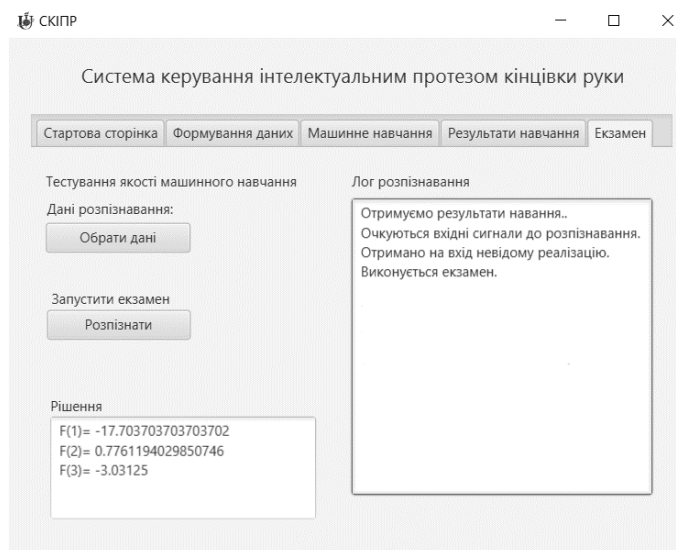 СКІПР
Система керування інтелектуальним протезом кінцівки руки
Стартова сторінка Формування даних Машинне навчання Результати навчання Екзамен
Тестування якості машинного навчання
Дані розпізнавання:
Обрати дані
Запустити екзамен
Розпізнати
Рішення
F(1)= -17.703703703703702
F(2)= 0.7761194029850746
F(3)= -3.03125
Лог розпізнавання
Отримуємо результати навання..
Очкуються вхідні сигнали до розпізнавання.
Отримано на вхід невідому реалізацію.
Виконується екзамен.